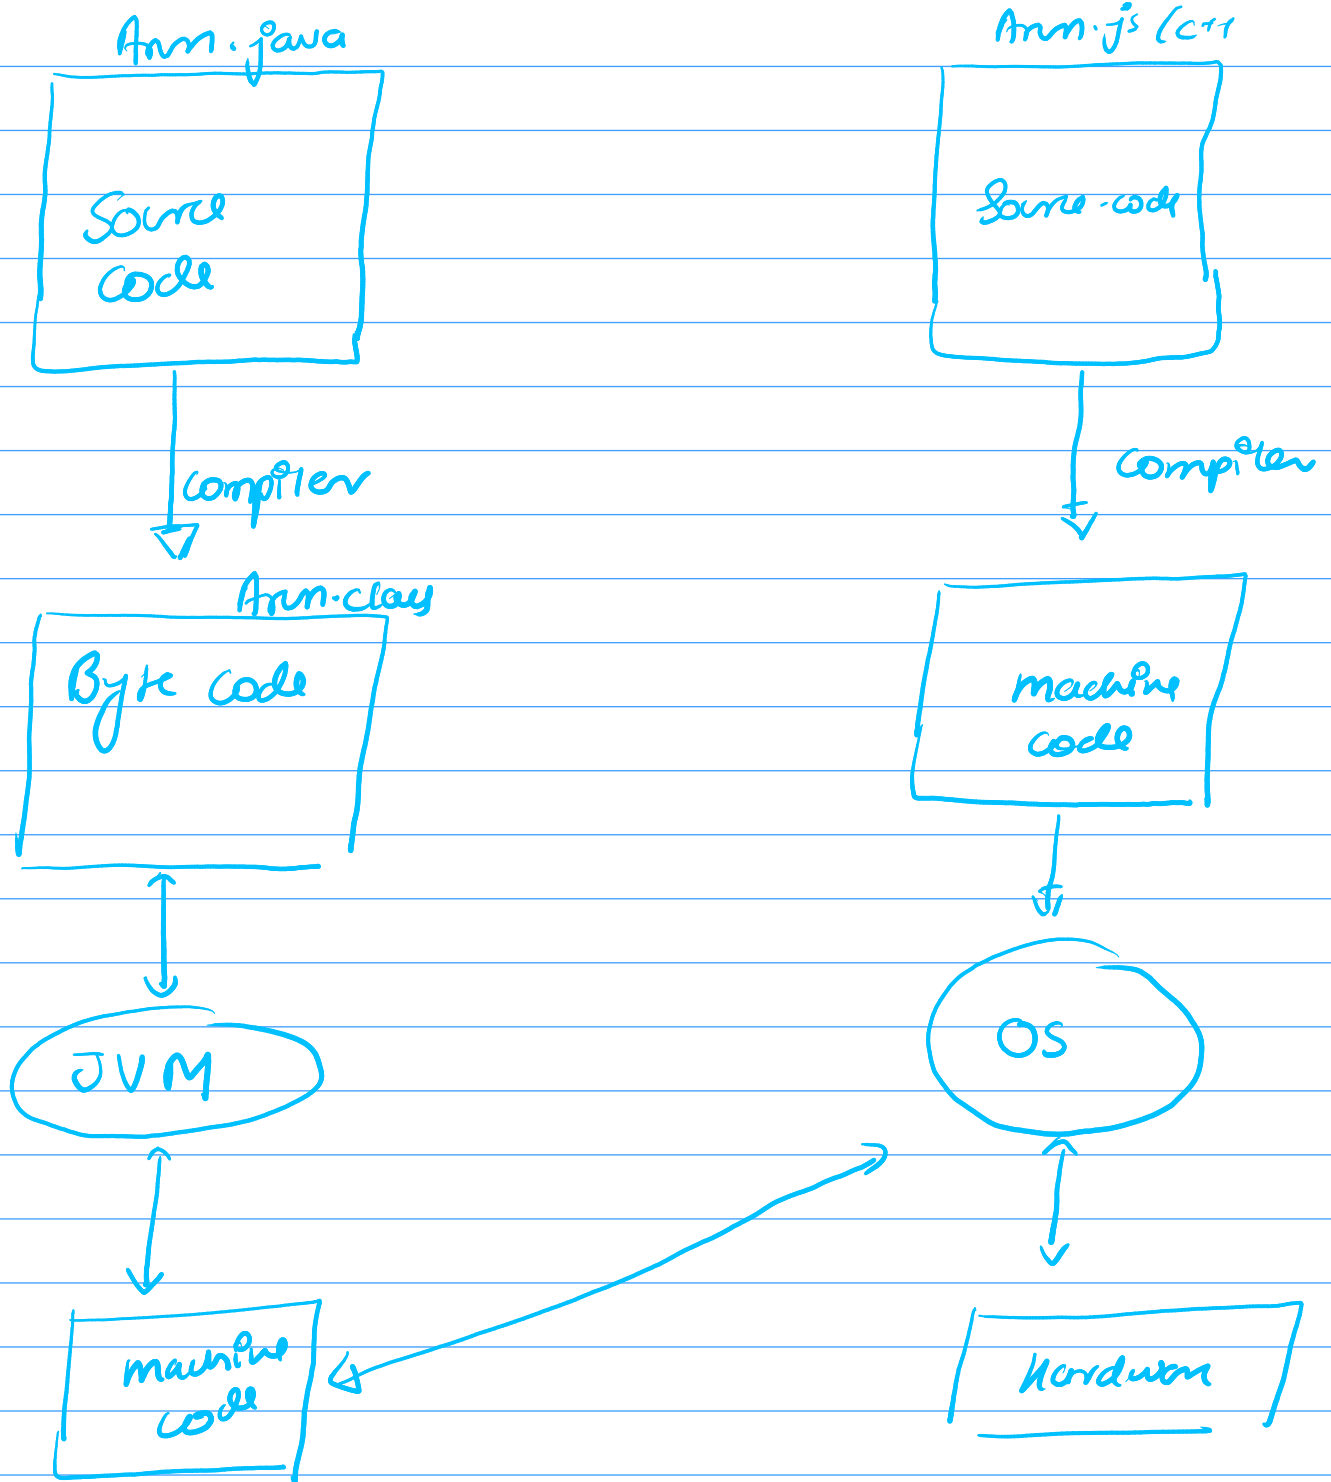 Arun.java
Source
code
compiler
Arun.class
Byte code
JVM
machine
code
Arun.js/c++
Source-code
compiler
machine
code
OS
hardware